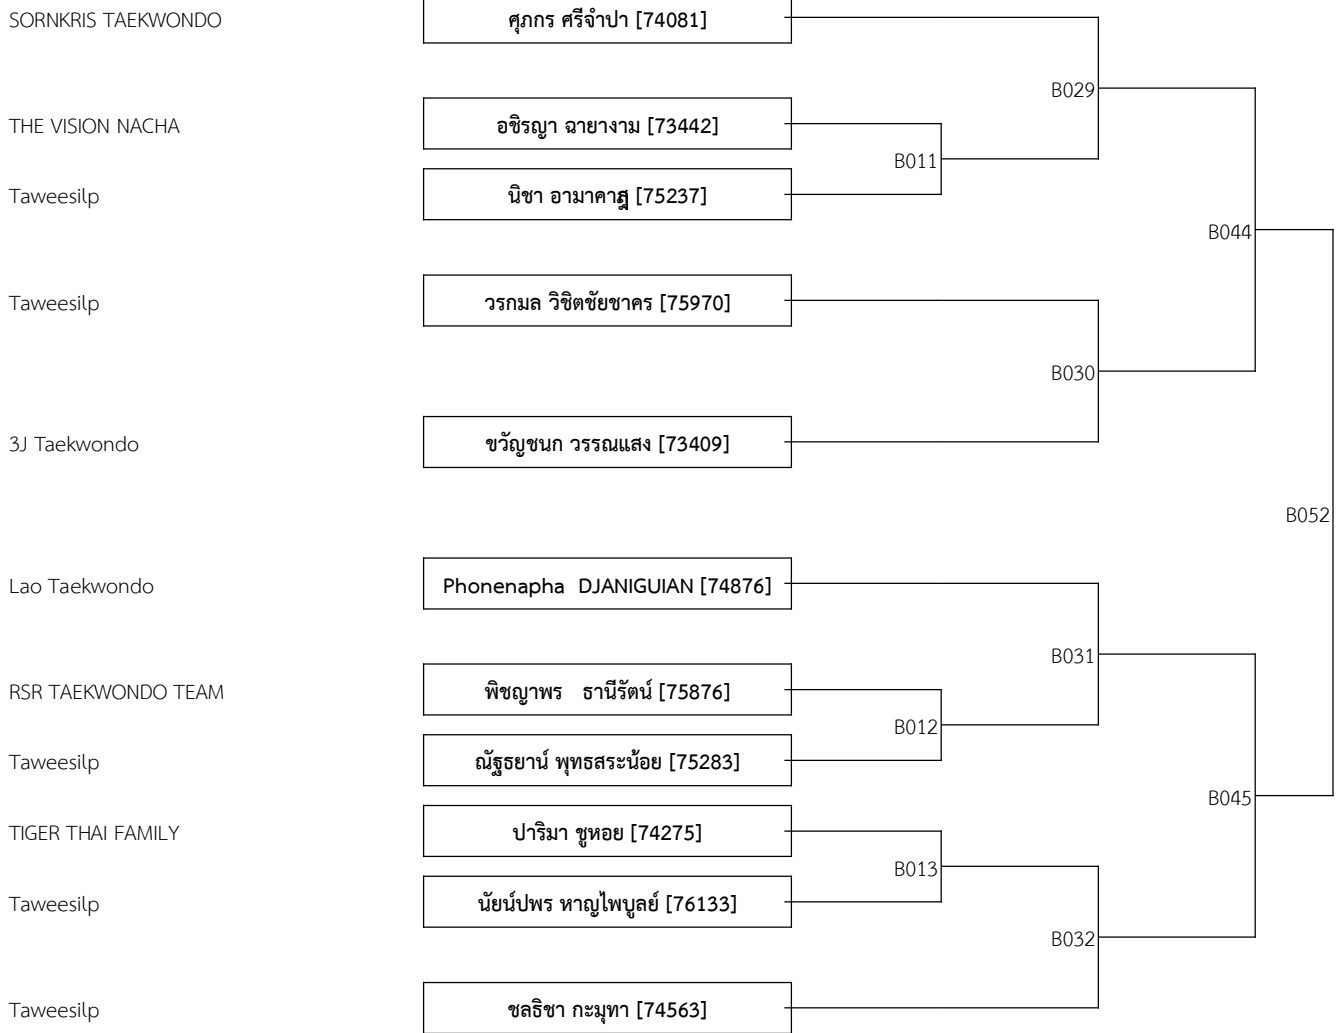 SORNKRIS TAEKWONDO ศุภกร ศรีจำปา [74081]
B029
THE VISION NACHA อชิรญา ฉายางาม [73442]
B011
Taweesilp นิชา อามาคาฎ [75237]
B044
Taweesilp วรกมล วิชิตชัยชาคร [75970]
B030
3J Taekwondo ขวัญชนก วรรณแสง [73409]
B052
Lao Taekwondo Phonenapha DJANIGUIAN [74876]
B031
RSR TAEKWONDO TEAM พิชญาพร ธานีรัตน์ [75876]
B012
Taweesilp ณัฐธยาน์ พุทธสระน้อย [75283]
B045
TIGER THAI FAMILY ปาริมา ชูหอย [74275]
B013
Taweesilp นัยน์ปพร หาญไพบูลย์ [76133]
B032
Taweesilp ชลธิชา กะมุทา [74563]